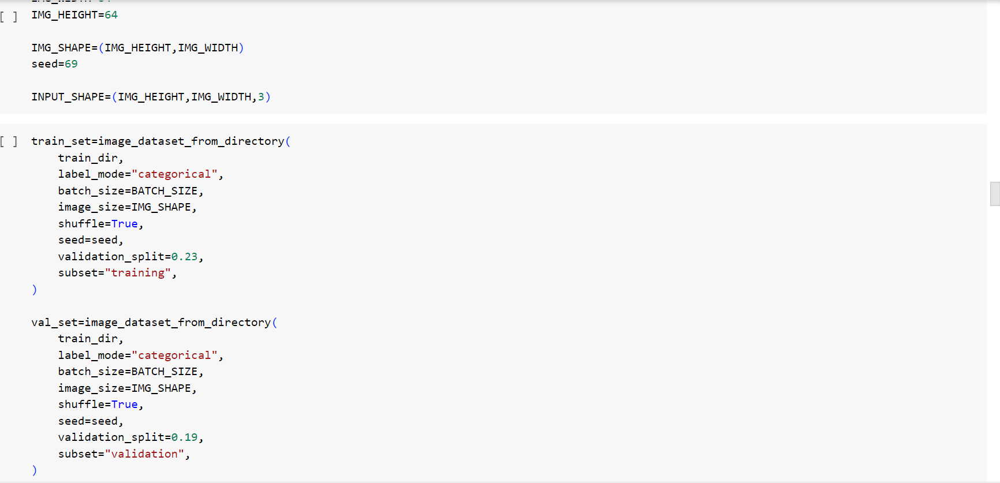 [ ] IMG_HEIGHT=64
IMG_SHAPE=(IMG_HEIGHT,IMG_WIDTH)
seed=69
INPUT_SHAPE=(IMG_HEIGHT,IMG_WIDTH,3)
[ ] train_set=image_dataset_from_directory(
    train_dir,
    label_mode="categorical",
    batch_size=BATCH_SIZE,
    image_size=IMG_SHAPE,
    shuffle=True,
    seed=seed,
    validation_split=0.23,
    subset="training",
)
val_set=image_dataset_from_directory(
    train_dir,
    label_mode="categorical",
    batch_size=BATCH_SIZE,
    image_size=IMG_SHAPE,
    shuffle=True,
    seed=seed,
    validation_split=0.19,
    subset="validation",
)